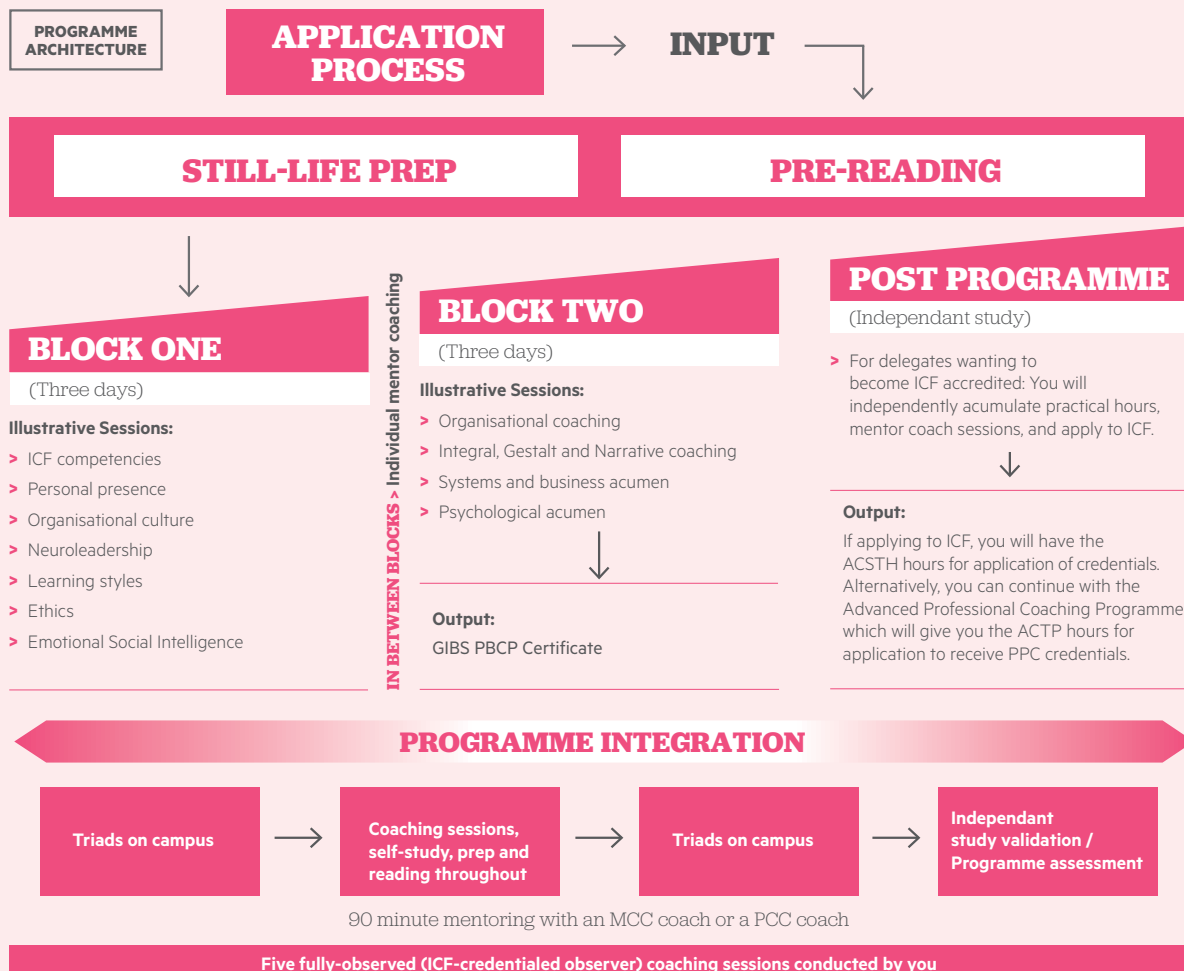 PROGRAMME
ARCHITECTURE
APPLICATION
PROCESS
INPUT
STILL-LIFE PREP
PRE-READING
BLOCK ONE
(Three days)
Illustrative Sessions:
> ICF competencies
> Personal presence
> Organisational culture
> Neuroleadership
> Learning styles
> Ethics
> Emotional Social Intelligence
IN BETWEEN BLOCKS > Individual mentor coaching
BLOCK TWO
(Three days)
Illustrative Sessions:
> Organisational coaching
> Integral, Gestalt and Narrative coaching
> Systems and business acumen
> Psychological acumen
Output:
GIBS PBCP Certificate
POST PROGRAMME
(Independant study)
> For delegates wanting to
become ICF accredited: You will
independently acumulate practical hours,
mentor coach sessions, and apply to ICF.
Output:
If applying to ICF, you will have the
ACSTH hours for application of credentials.
Alternatively, you can continue with the
Advanced Professional Coaching Programme
which will give you the ACTP hours for
application to receive PPC credentials.
PROGRAMME INTEGRATION
Triads on campus
Coaching sessions,
self-study, prep and
reading throughout
Triads on campus
Independant
study validation /
Programme assessment
90 minute mentoring with an MCC coach or a PCC coach
Five fully-observed (ICF-credentialed observer) coaching sessions conducted by you